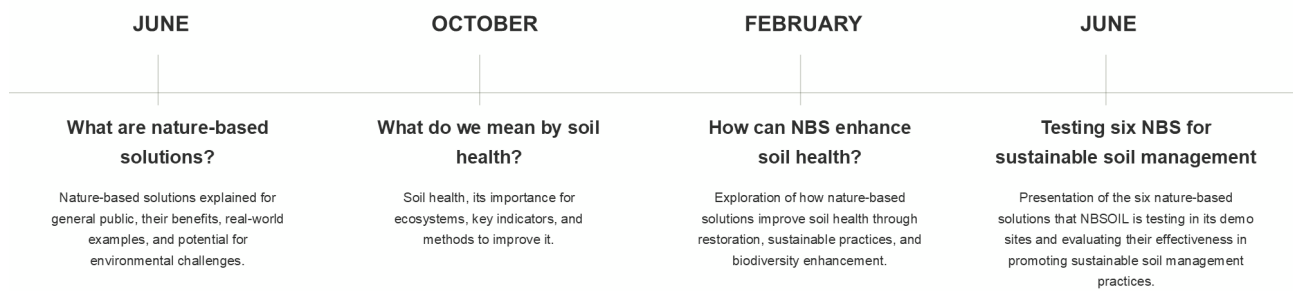 JUNE
OCTOBER
FEBRUARY
JUNE
What are nature-based
solutions?
Nature-based solutions explained for
general public, their benefits, real-world
examples, and potential for
environmental challenges.
What do we mean by soil
health?
Soil health, its importance for
ecosystems, key indicators, and
methods to improve it.
How can NBS enhance
soil health?
Exploration of how nature-based
solutions improve soil health through
restoration, sustainable practices, and
biodiversity enhancement.
Testing six NBS for
sustainable soil management
Presentation of the six nature-based
solutions that NBSOIL is testing in its demo
sites and evaluating their effectiveness in
promoting sustainable soil management
practices.